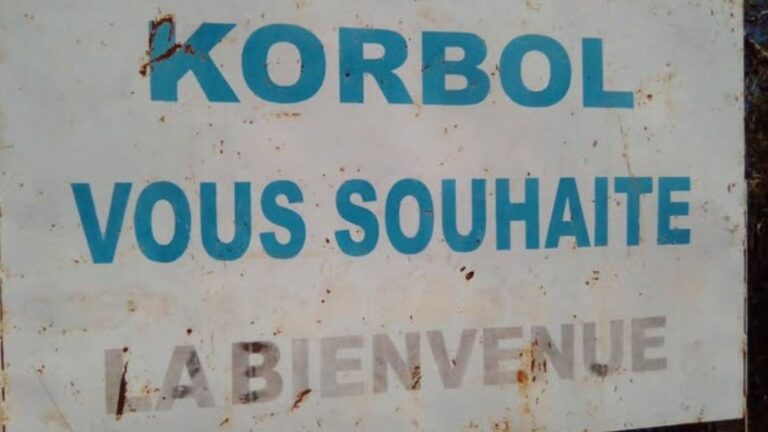 KORBOL
VOUS SOUHAITE
LA BIENVENUE